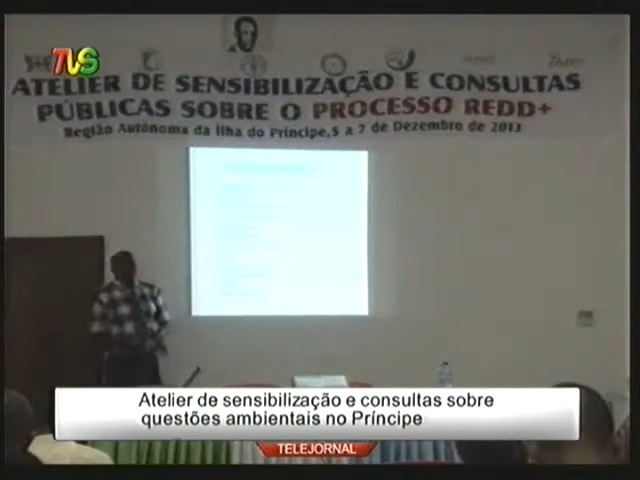 TVS
ATELIER DE SENSIBILIZAÇÃO E CONSULTAS
PÚBLICAS SOBRE O PROCESSO REDD+
Região Autónoma da Ilha do Príncipe, 5 a 7 de Dezembro de 2013
Atelier de sensibilização e consultas sobre
questões ambientais no Príncipe
TELEJORNAL